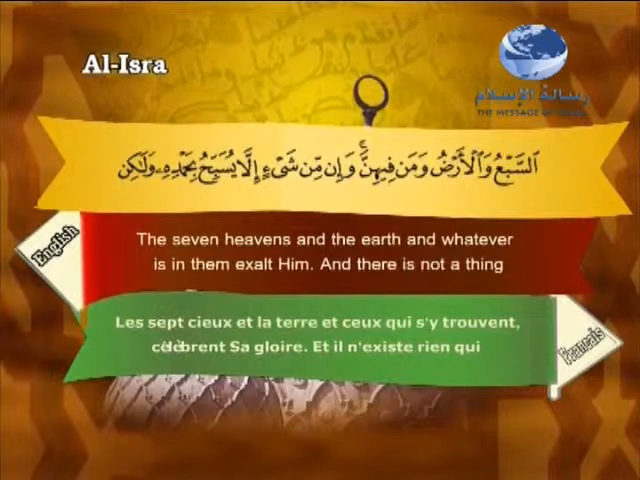 Al-Isra
رسالة الإسلام
THE MESSAGE OF ISLAM
ٱلسَّبْعُ وَٱلْأَرْضُ وَمَن فِيهِنَّ ۚ وَإِن مِّن شَىْءٍ إِلَّا يُسَبِّحُ بِحَمْدِهِۦ وَلَـٰكِن
English
The seven heavens and the earth and whatever
is in them exalt Him. And there is not a thing
Les sept cieux et la terre et ceux qui s'y trouvent,
célèbrent Sa gloire. Et il n'existe rien qui
Francais